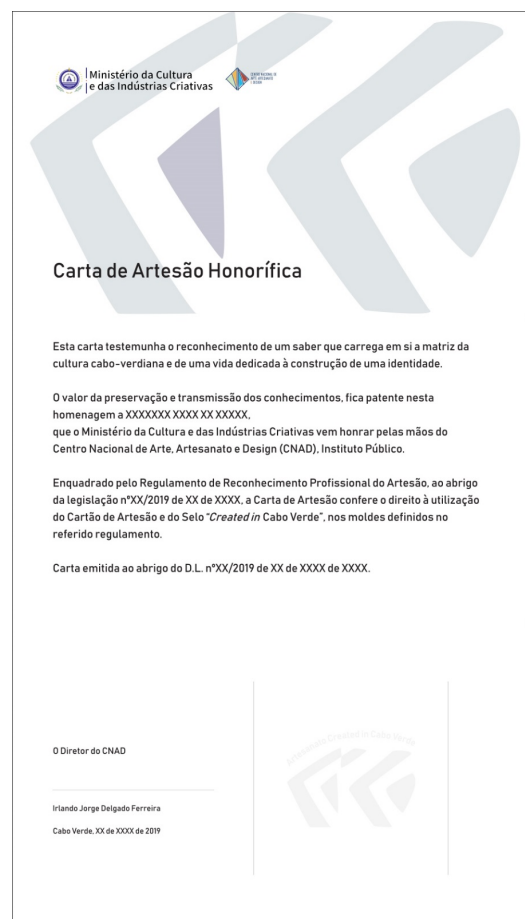 Ministério da Cultura
e das Indústrias Criativas
Carta de Artesão Honorífica
Esta carta testemunha o reconhecimento de um saber que carrega em si a matriz da
cultura cabo-verdiana e de uma vida dedicada à construção de uma identidade.
O valor da preservação e transmissão dos conhecimentos, fica patente nesta
homenagem a XXXXXXX XXXX XX XXXXX,
que o Ministério da Cultura e das Indústrias Criativas vem honrar pelas mãos do
Centro Nacional de Arte, Artesanato e Design (CNAD), Instituto Público.
Enquadrado pelo Regulamento de Reconhecimento Profissional do Artesão, ao abrigo
da legislação nºXX/2019 de XX de XXXX, a Carta de Artesão confere o direito à utilização
do Cartão de Artesão e do Selo "Created in Cabo Verde", nos moldes definidos no
referido regulamento.
Carta emitida ao abrigo do D.L. nºXX/2019 de XX de XXXX de XXXX.
O Diretor do CNAD
Irlando Jorge Delgado Ferreira
Cabo Verde, XX de XXXX de 2019
Artesanato Created in Cabo Verde